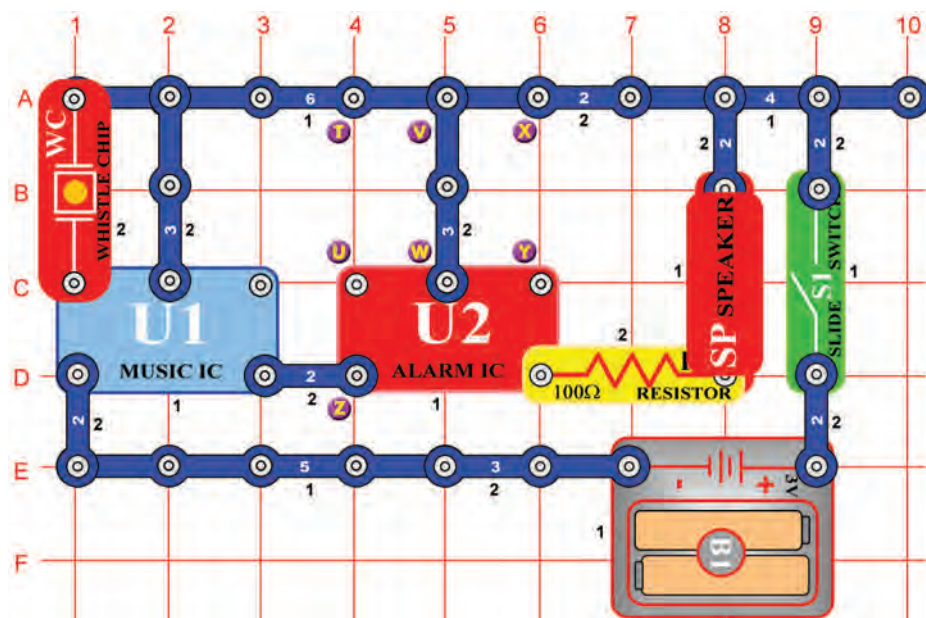 1 2 3 4 5 6 7 8 9 10
A
6 2 4
1 2 1
T V X
WC
WHISTLE CHIP
2
2 2
B
3 2
3 2
U W Y
SP SPEAKER
1
S1
SLIDE SWITCH
1
C
U1
MUSIC IC
1
U2
ALARM IC
1
2
100Ω RESISTOR
D
2
2
Z
2 2
2 2
E
5 3
1 2
- +
3V
1
B1
F